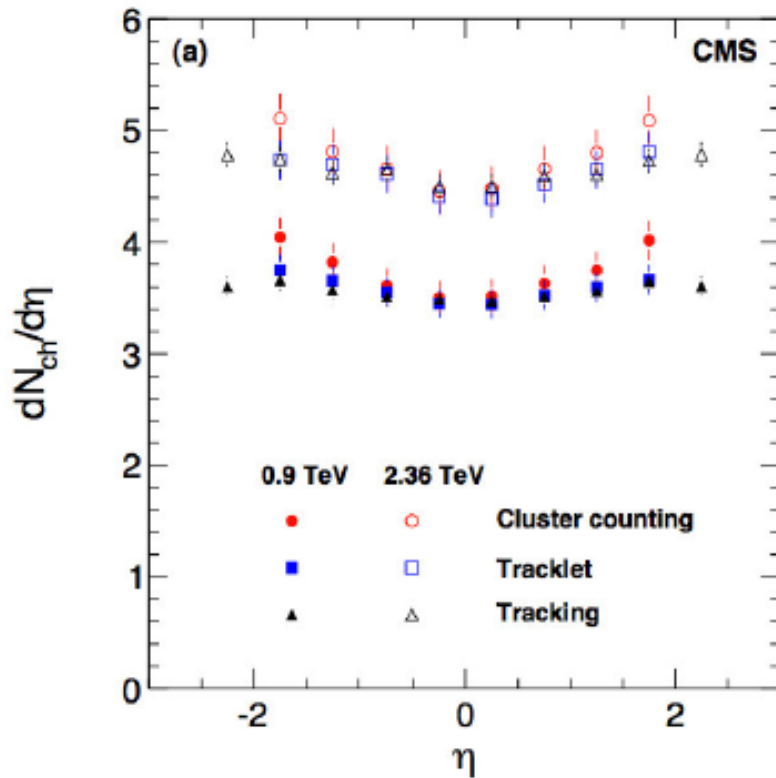 6
(a) CMS
5
4
dN_ch/dη
3
0.9 TeV 2.36 TeV
2
Cluster counting
Tracklet
1
Tracking
0
-2 0 2
η